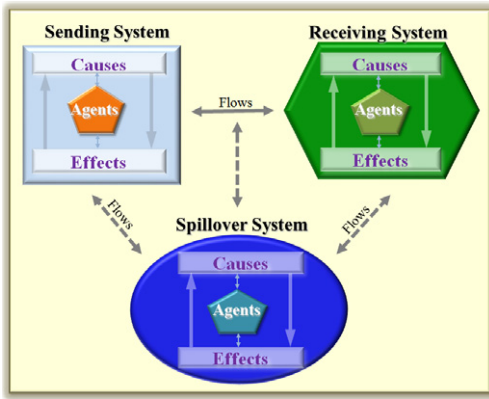 Sending System
Receiving System
Causes
Causes
Agents
Flows
Agents
Effects
Effects
Flows
Flows
Spillover System
Causes
Agents
Effects